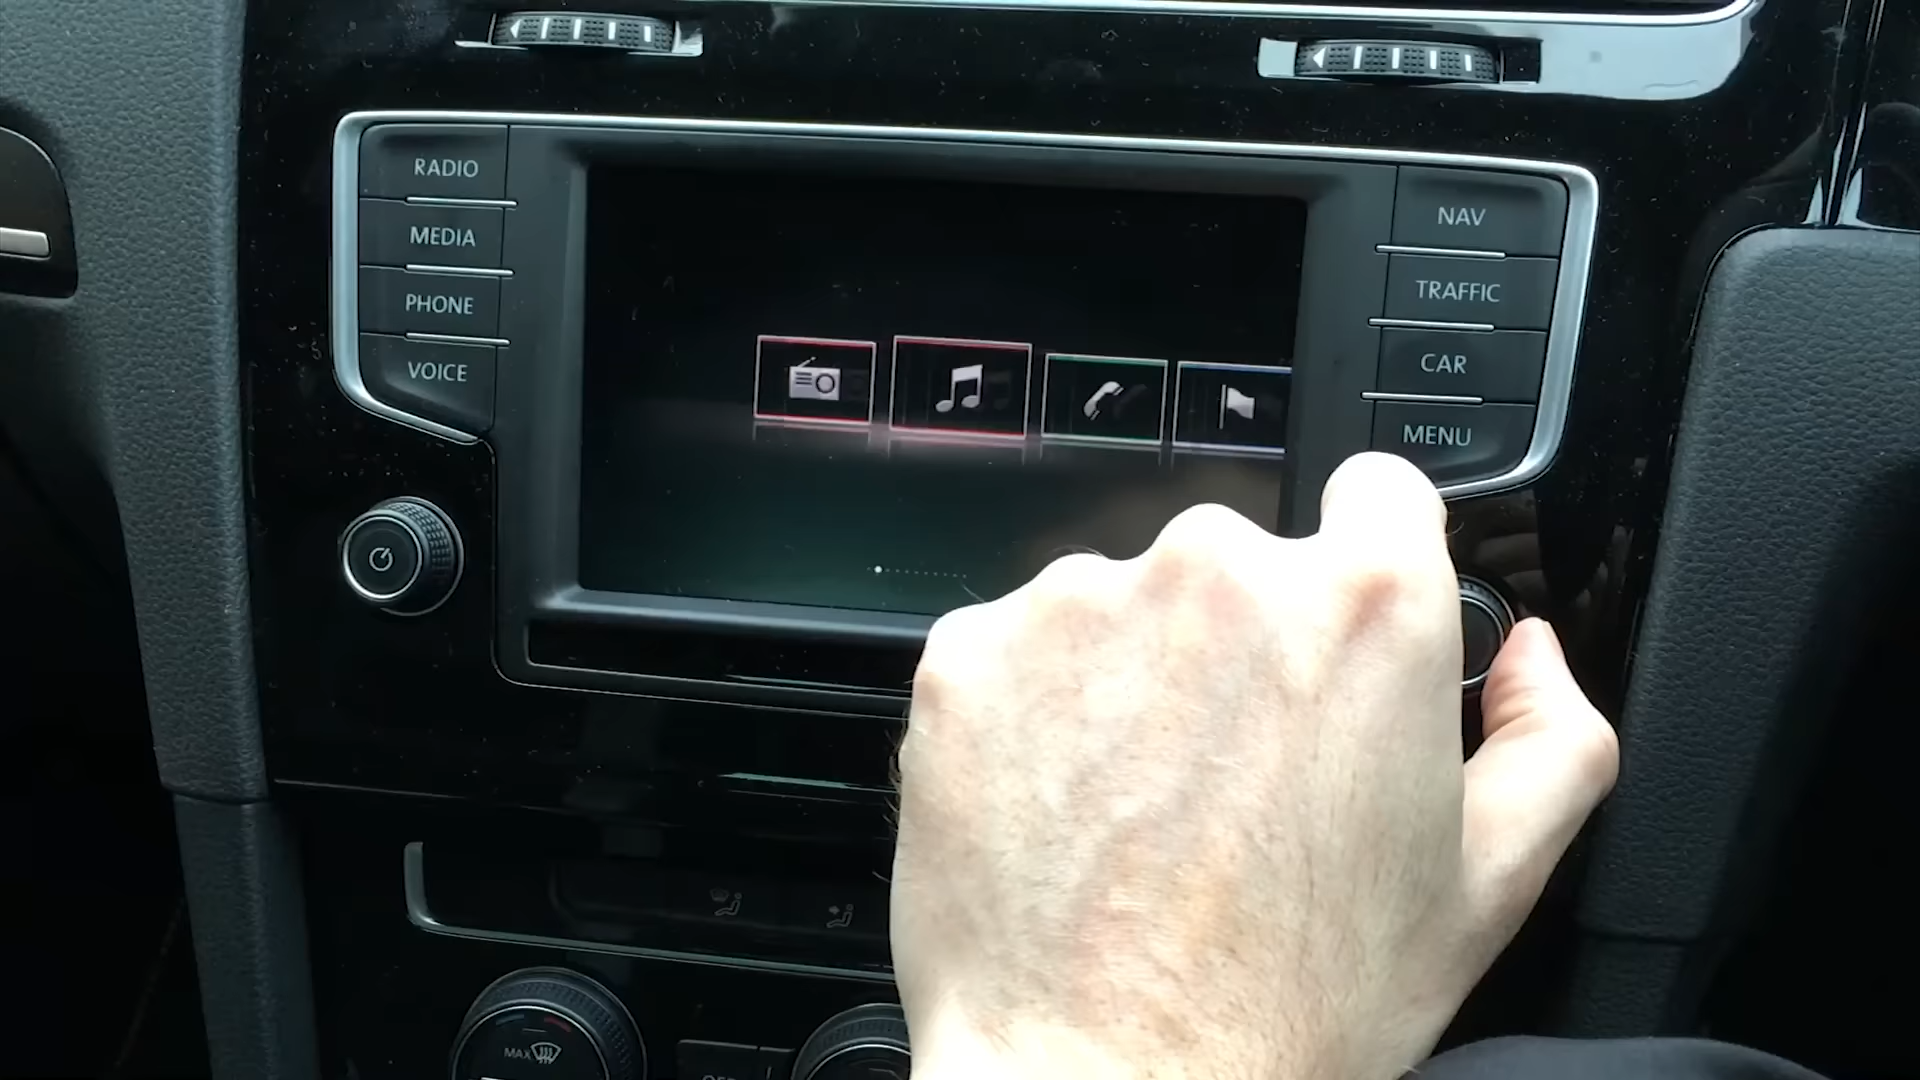 RADIO
MEDIA
PHONE
VOICE
NAV
TRAFFIC
CAR
MENU
MAX